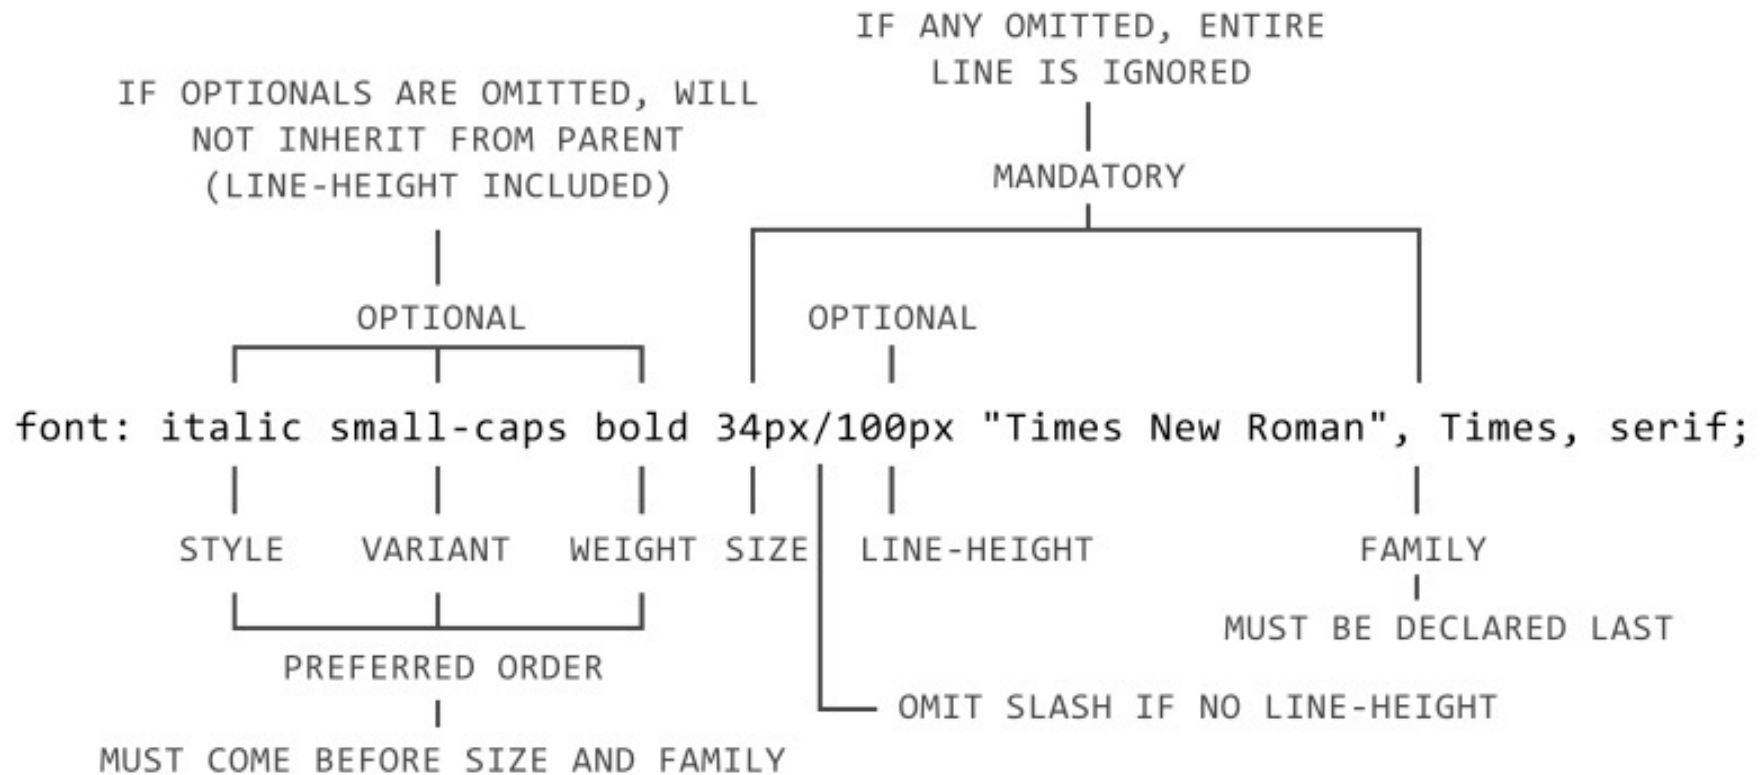 IF ANY OMITTED, ENTIRE
LINE IS IGNORED
IF OPTIONALS ARE OMITTED, WILL
NOT INHERIT FROM PARENT
(LINE-HEIGHT INCLUDED)
MANDATORY
OPTIONAL
OPTIONAL
font: italic small-caps bold 34px/100px "Times New Roman", Times, serif;
STYLE
VARIANT
WEIGHT
SIZE
LINE-HEIGHT
FAMILY
MUST BE DECLARED LAST
PREFERRED ORDER
OMIT SLASH IF NO LINE-HEIGHT
MUST COME BEFORE SIZE AND FAMILY